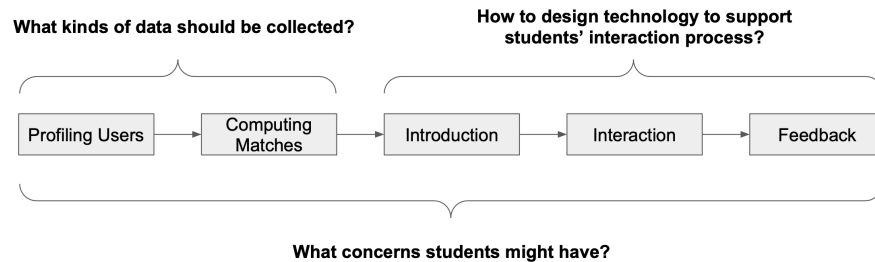 What kinds of data should be collected?
How to design technology to support
students’ interaction process?
Profiling Users
Computing
Matches
Introduction
Interaction
Feedback
What concerns students might have?